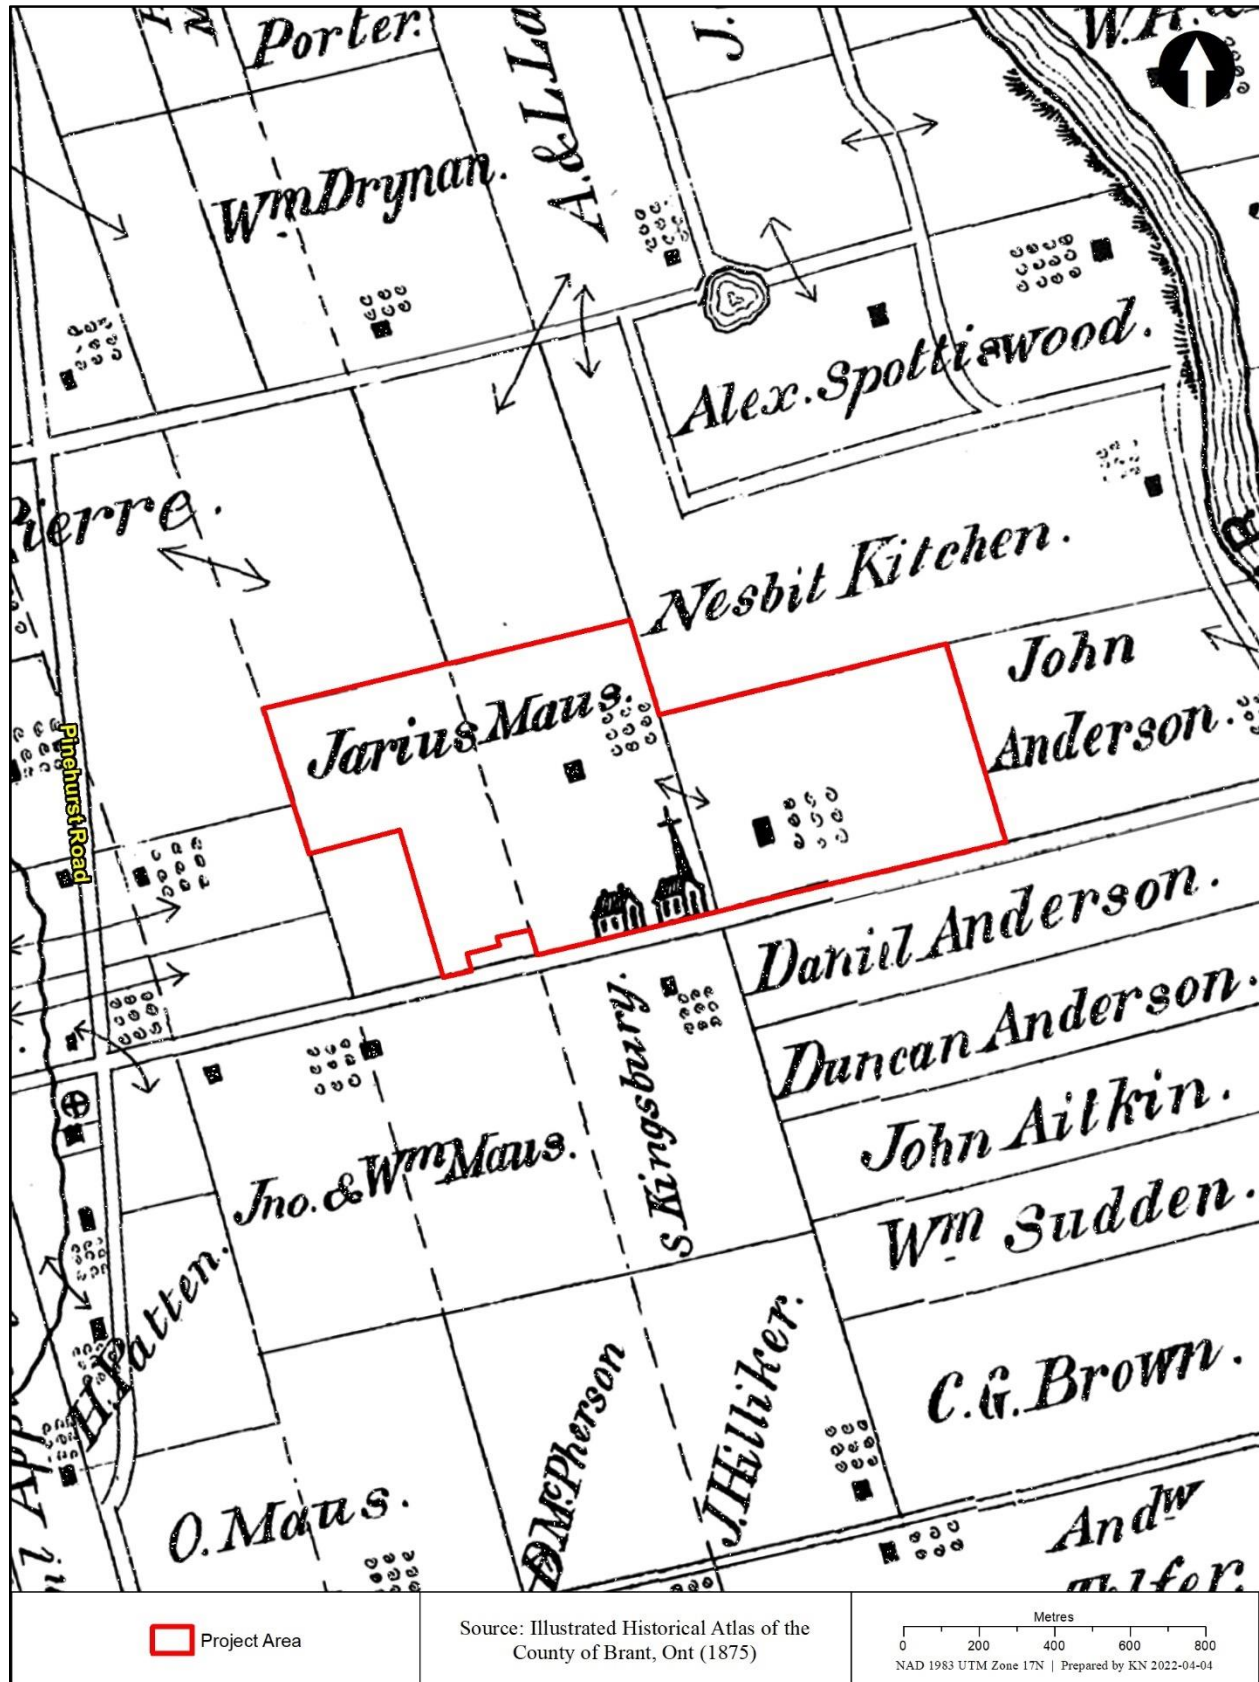 Porter.
A. & L. La
J.
W. H.
Wm Drynan.
Alex. Spottiswood.
Pierre.
Nesbit Kitchen.
R
John
Anderson.
Jarius Maus.
Pinehurst Road
Daniel Anderson.
Duncan Anderson.
John Aitkin.
Wm Sudden.
S. Kingsbury.
Jno. & Wm Maus.
H. Patten.
C. G. Brown.
J. Hilliker.
D McPherson
O. Maus.
Andw
Telfer.
App
Project Area
Source: Illustrated Historical Atlas of the
County of Brant, Ont (1875)
Metres
0 200 400 600 800
NAD 1983 UTM Zone 17N | Prepared by KN 2022-04-04